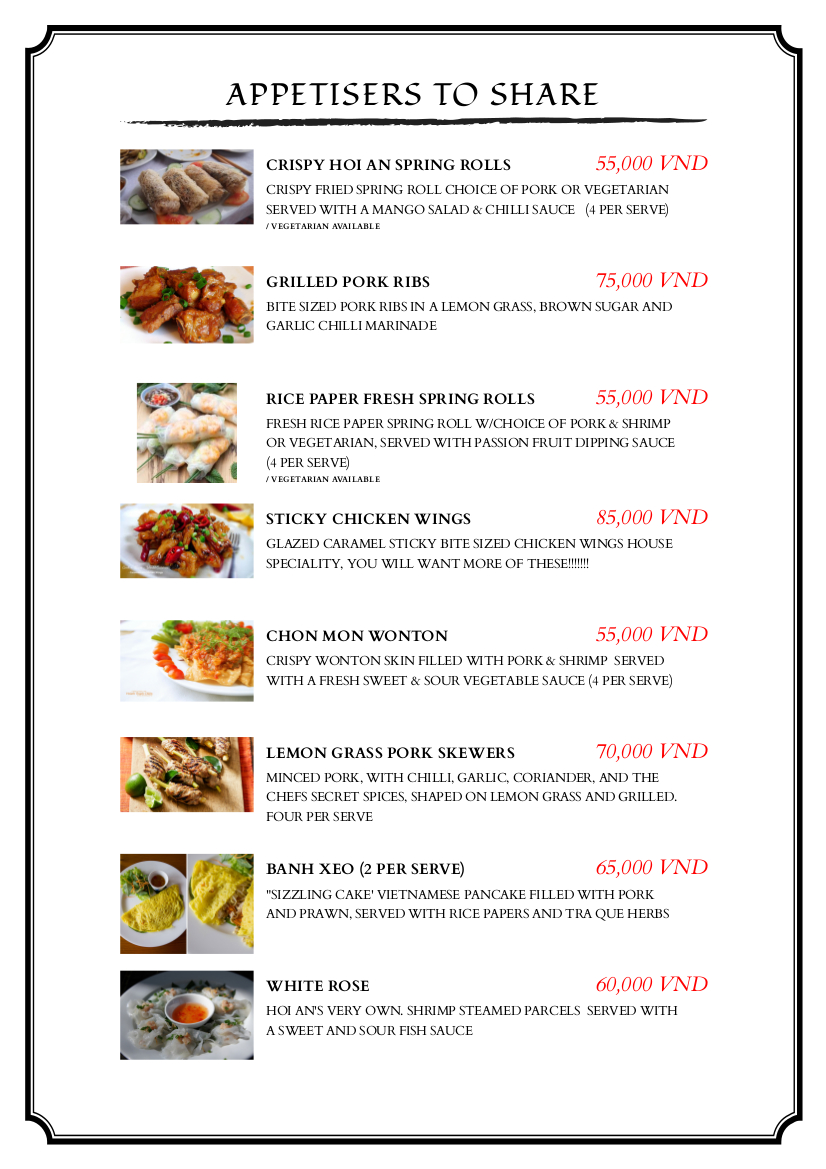 APPETISERS TO SHARE
CRISPY HOI AN SPRING ROLLS 55,000 VND
CRISPY FRIED SPRING ROLL CHOICE OF PORK OR VEGETARIAN
SERVED WITH A MANGO SALAD & CHILLI SAUCE (4 PER SERVE)
/ VEGETARIAN AVAILABLE
GRILLED PORK RIBS 75,000 VND
BITE SIZED PORK RIBS IN A LEMON GRASS, BROWN SUGAR AND
GARLIC CHILLI MARINADE
RICE PAPER FRESH SPRING ROLLS 55,000 VND
FRESH RICE PAPER SPRING ROLL W/CHOICE OF PORK & SHRIMP
OR VEGETARIAN, SERVED WITH PASSION FRUIT DIPPING SAUCE
(4 PER SERVE)
/ VEGETARIAN AVAILABLE
STICKY CHICKEN WINGS 85,000 VND
GLAZED CARAMEL STICKY BITE SIZED CHICKEN WINGS HOUSE
SPECIALITY, YOU WILL WANT MORE OF THESE!!!!!!!
CHON MON WONTON 55,000 VND
CRISPY WONTON SKIN FILLED WITH PORK & SHRIMP SERVED
WITH A FRESH SWEET & SOUR VEGETABLE SAUCE (4 PER SERVE)
LEMON GRASS PORK SKEWERS 70,000 VND
MINCED PORK, WITH CHILLI, GARLIC, CORIANDER, AND THE
CHEFS SECRET SPICES, SHAPED ON LEMON GRASS AND GRILLED.
FOUR PER SERVE
BANH XEO (2 PER SERVE) 65,000 VND
"SIZZLING CAKE' VIETNAMESE PANCAKE FILLED WITH PORK
AND PRAWN, SERVED WITH RICE PAPERS AND TRA QUE HERBS
WHITE ROSE 60,000 VND
HOI AN'S VERY OWN. SHRIMP STEAMED PARCELS SERVED WITH
A SWEET AND SOUR FISH SAUCE